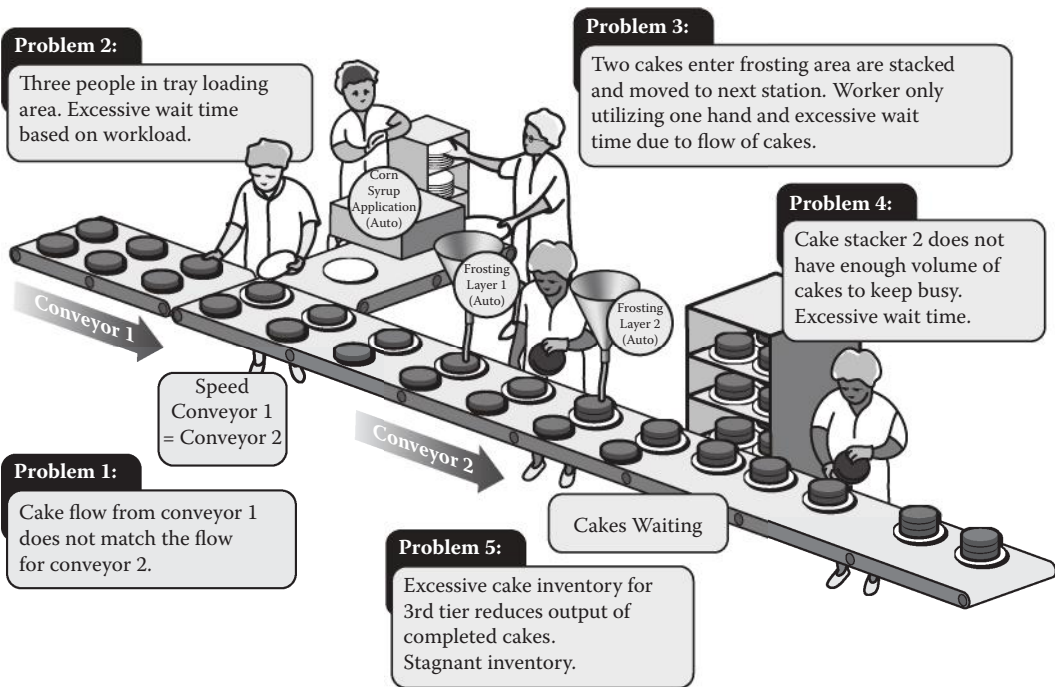 Problem 2:
Three people in tray loading
area. Excessive wait time
based on workload.
Problem 3:
Two cakes enter frosting area are stacked
and moved to next station. Worker only
utilizing one hand and excessive wait
time due to flow of cakes.
Corn
Syrup
Application
(Auto)
Problem 4:
Cake stacker 2 does not
have enough volume of
cakes to keep busy.
Excessive wait time.
Frosting
Layer 1
(Auto)
Frosting
Layer 2
(Auto)
Conveyor 1
Speed
Conveyor 1
= Conveyor 2
Conveyor 2
Problem 1:
Cake flow from conveyor 1
does not match the flow
for conveyor 2.
Cakes Waiting
Problem 5:
Excessive cake inventory for
3rd tier reduces output of
completed cakes.
Stagnant inventory.